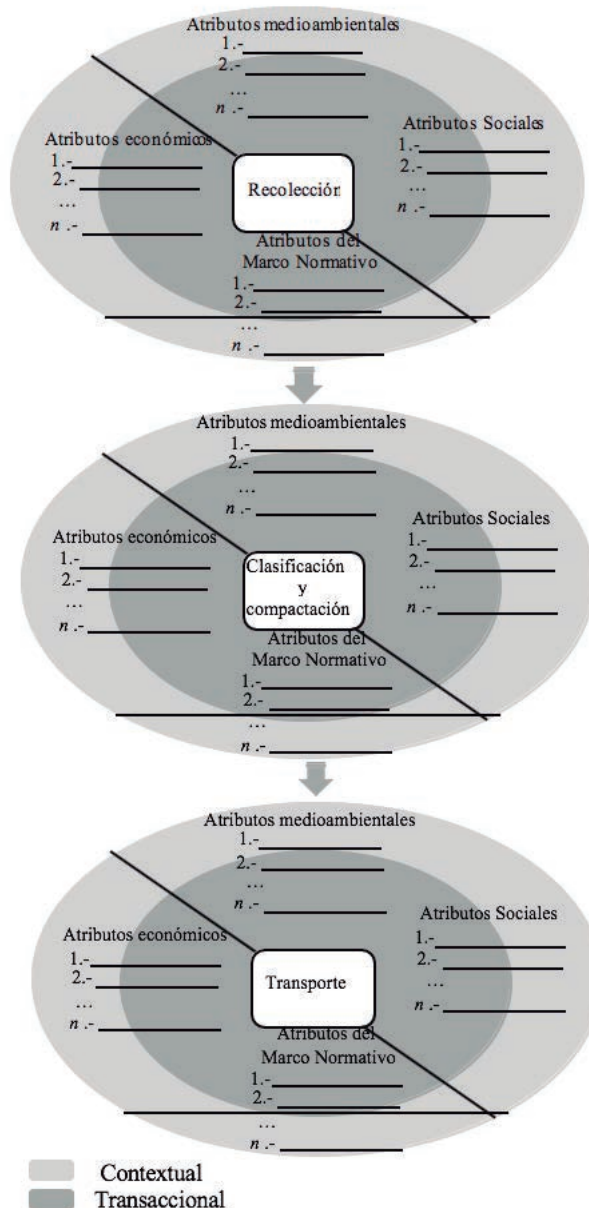 Atributos medioambientales
1.-
2.-
...
n .-
Atributos económicos
1.-
2.-
...
n .-
Atributos Sociales
1.-
2.-
...
n .-
Recolección
Atributos del
Marco Normativo
1.-
2.-
...
n .-
Atributos medioambientales
1.-
2.-
...
n .-
Atributos económicos
1.-
2.-
...
n .-
Atributos Sociales
1.-
2.-
...
n .-
Clasificación
y
compactación
Atributos del
Marco Normativo
1.-
2.-
...
n .-
Atributos medioambientales
1.-
2.-
...
n .-
Atributos económicos
1.-
2.-
...
n .-
Atributos Sociales
1.-
2.-
...
n .-
Transporte
Atributos del
Marco Normativo
1.-
2.-
...
n .-
Contextual
Transaccional